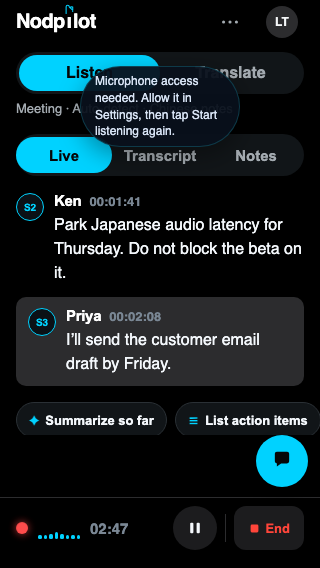 Nodpilot
LT
Microphone access
needed. Allow it in
Settings, then tap Start
listening again.
Meeting
Live
Transcript
Notes
S2
Ken 00:01:41
Park Japanese audio latency for
Thursday. Do not block the beta on
it.
S3
Priya 00:02:08
I'll send the customer email
draft by Friday.
Summarize so far
List action items
02:47
End